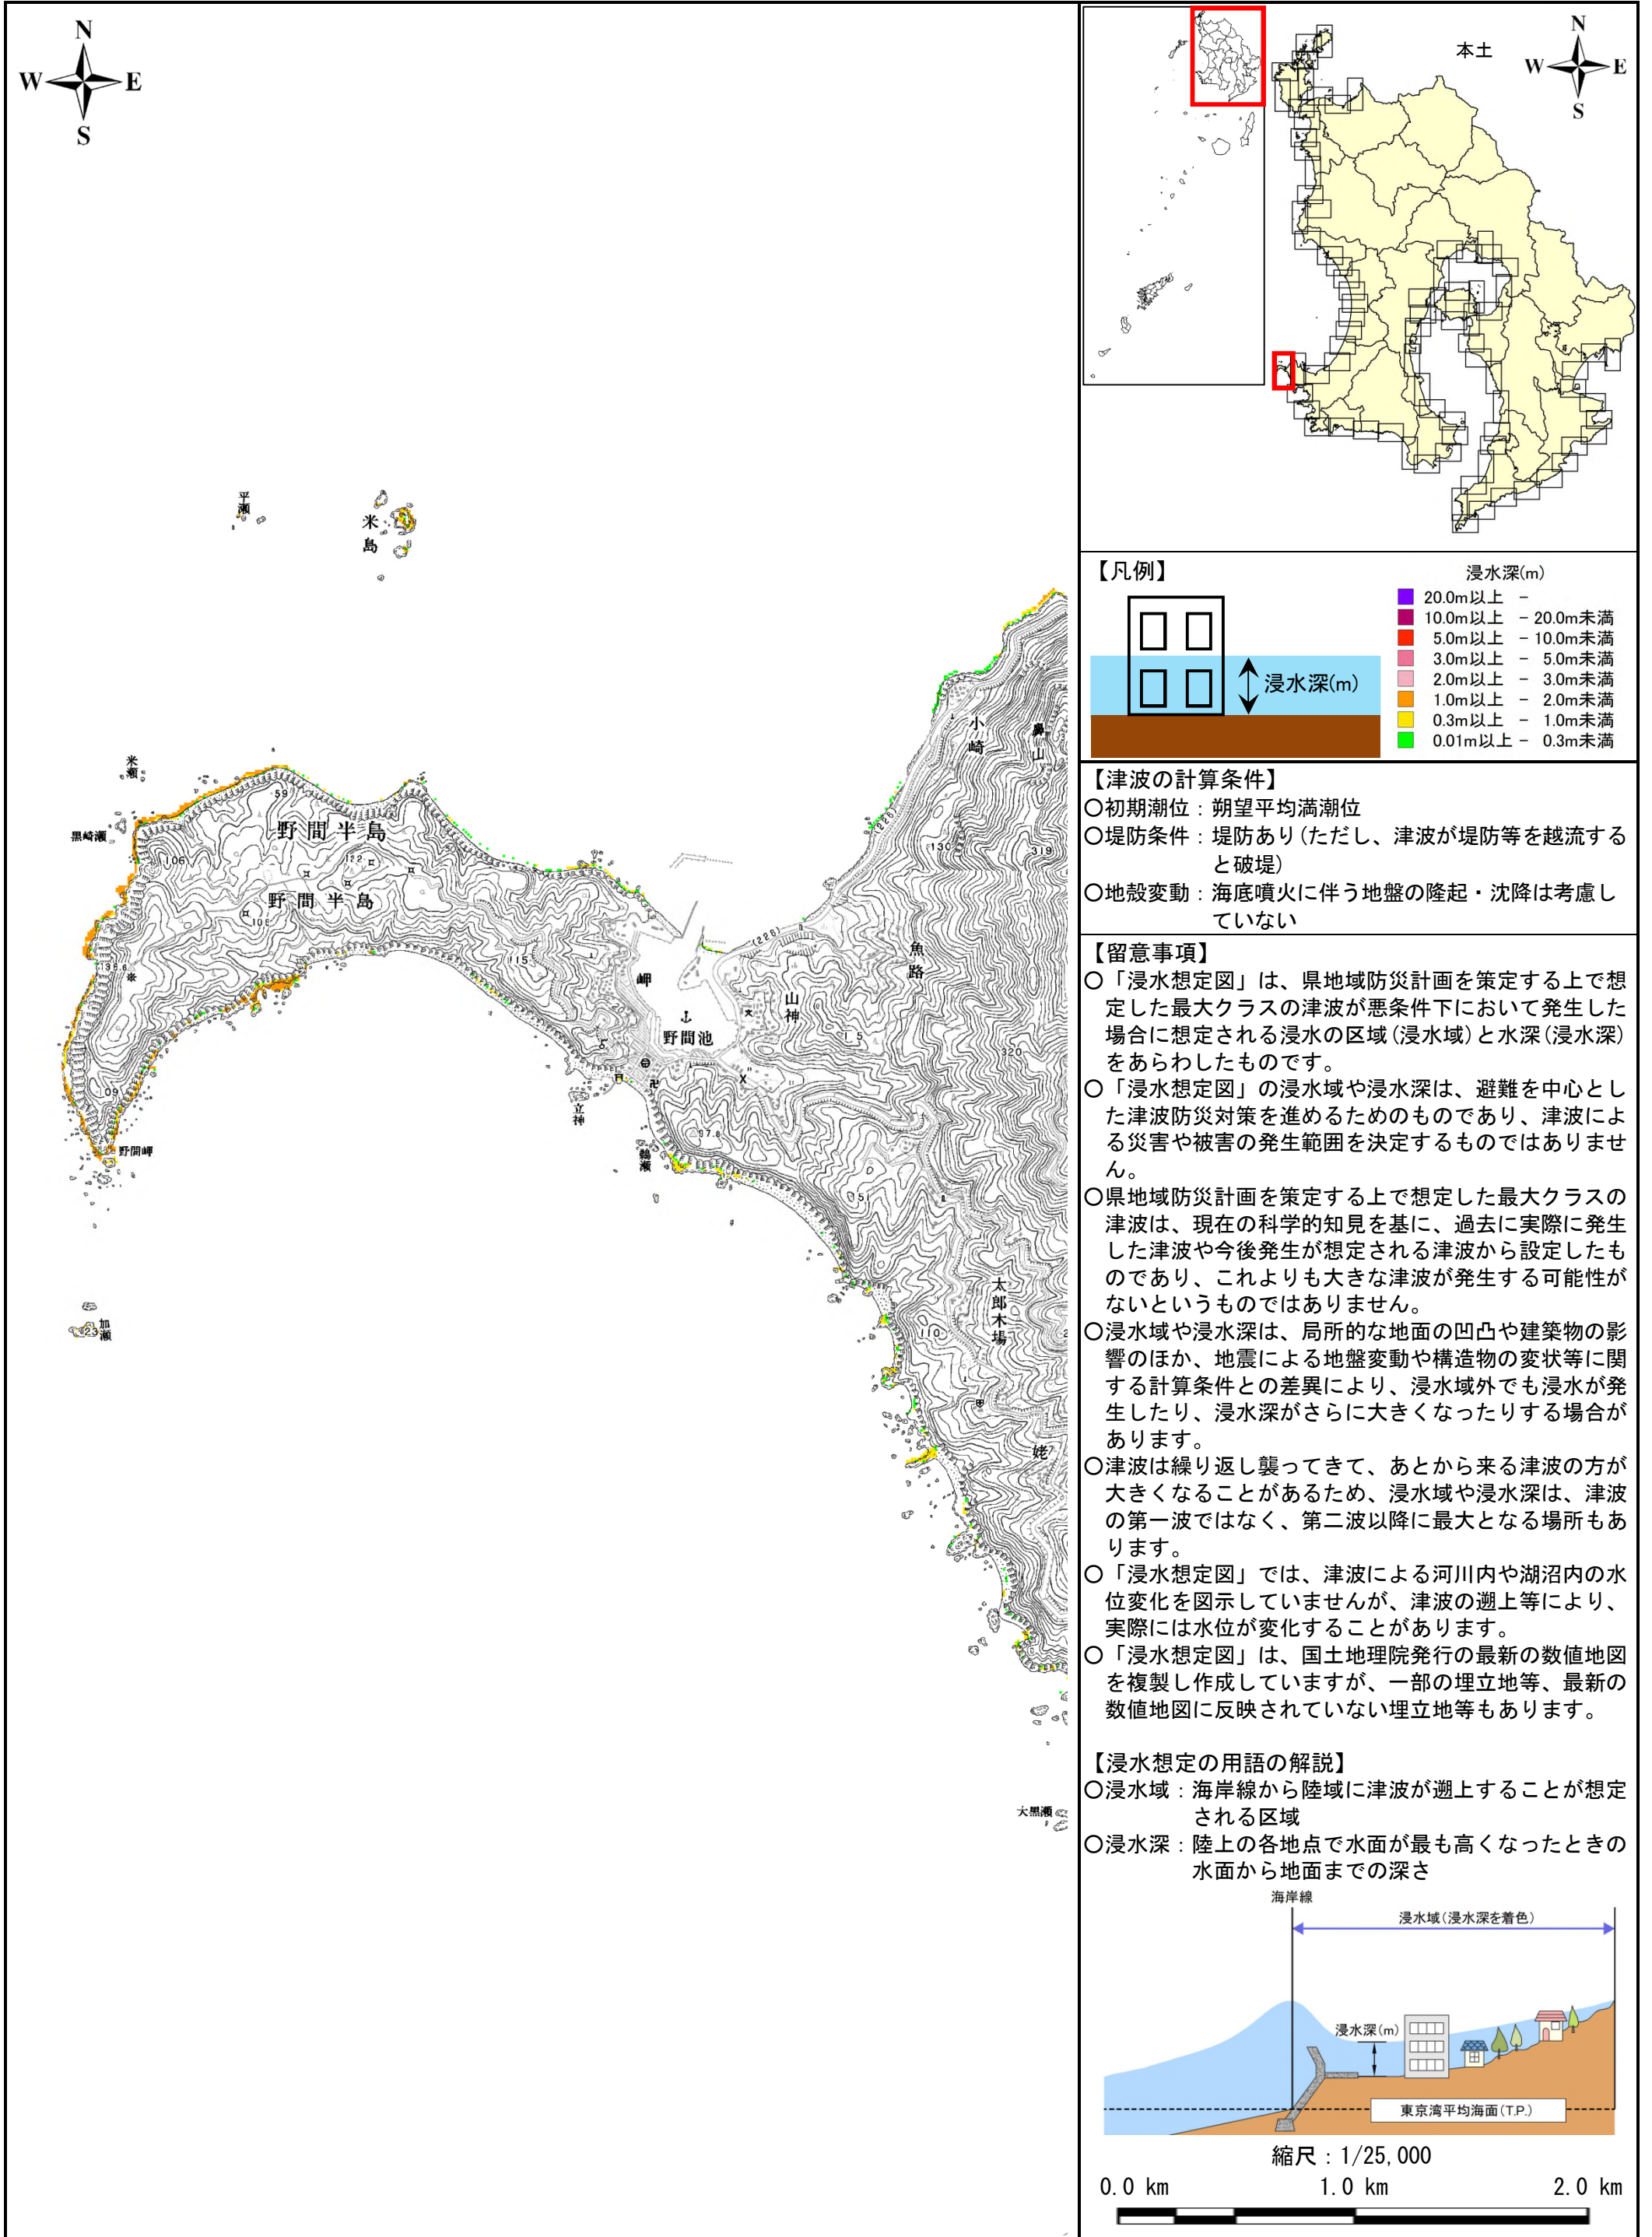 N
W E
S
平瀬
米島
米瀬
黒崎瀬
59
野間半島
106
122
野間半島
108
136.6
115
岬
野間池
山神
魚路
小崎
(226)
130
319
(226)
320
立神
鵜瀬
97.8
野間岬
加瀬
23
太郎木場
110
姥
大黒瀬
本土
N
W E
S
【凡例】
浸水深(m)
浸水深(m)
20.0m以上 -
10.0m以上 - 20.0m未満
5.0m以上 - 10.0m未満
3.0m以上 - 5.0m未満
2.0m以上 - 3.0m未満
1.0m以上 - 2.0m未満
0.3m以上 - 1.0m未満
0.01m以上 - 0.3m未満
【津波の計算条件】
○初期潮位：朔望平均満潮位
○堤防条件：堤防あり(ただし、津波が堤防等を越流する
と破堤)
○地殻変動：海底噴火に伴う地盤の隆起・沈降は考慮し
ていない
【留意事項】
○「浸水想定図」は、県地域防災計画を策定する上で想
定した最大クラスの津波が悪条件下において発生した
場合に想定される浸水の区域(浸水域)と水深(浸水深)
をあらわしたものです。
○「浸水想定図」の浸水域や浸水深は、避難を中心とし
た津波防災対策を進めるためのものであり、津波によ
る災害や被害の発生範囲を決定するものではありませ
ん。
○県地域防災計画を策定する上で想定した最大クラスの
津波は、現在の科学的知見を基に、過去に実際に発生
した津波や今後発生が想定される津波から設定したも
のであり、これよりも大きな津波が発生する可能性が
ないというものではありません。
○浸水域や浸水深は、局所的な地面の凹凸や建築物の影
響のほか、地震による地盤変動や構造物の変状等に関
する計算条件との差異により、浸水域外でも浸水が発
生したり、浸水深がさらに大きくなったりする場合が
あります。
○津波は繰り返し襲ってきて、あとから来る津波の方が
大きくなることがあるため、浸水域や浸水深は、津波
の第一波ではなく、第二波以降に最大となる場所もあ
ります。
○「浸水想定図」では、津波による河川内や湖沼内の水
位変化を図示していませんが、津波の遡上等により、
実際には水位が変化することがあります。
○「浸水想定図」は、国土地理院発行の最新の数値地図
を複製し作成していますが、一部の埋立地等、最新の
数値地図に反映されていない埋立地等もあります。
【浸水想定の用語の解説】
○浸水域：海岸線から陸域に津波が遡上することが想定
される区域
○浸水深：陸上の各地点で水面が最も高くなったときの
水面から地面までの深さ
海岸線
浸水域(浸水深を着色)
浸水深(m)
東京湾平均海面(T.P.)
縮尺：1/25,000
0.0 km 1.0 km 2.0 km